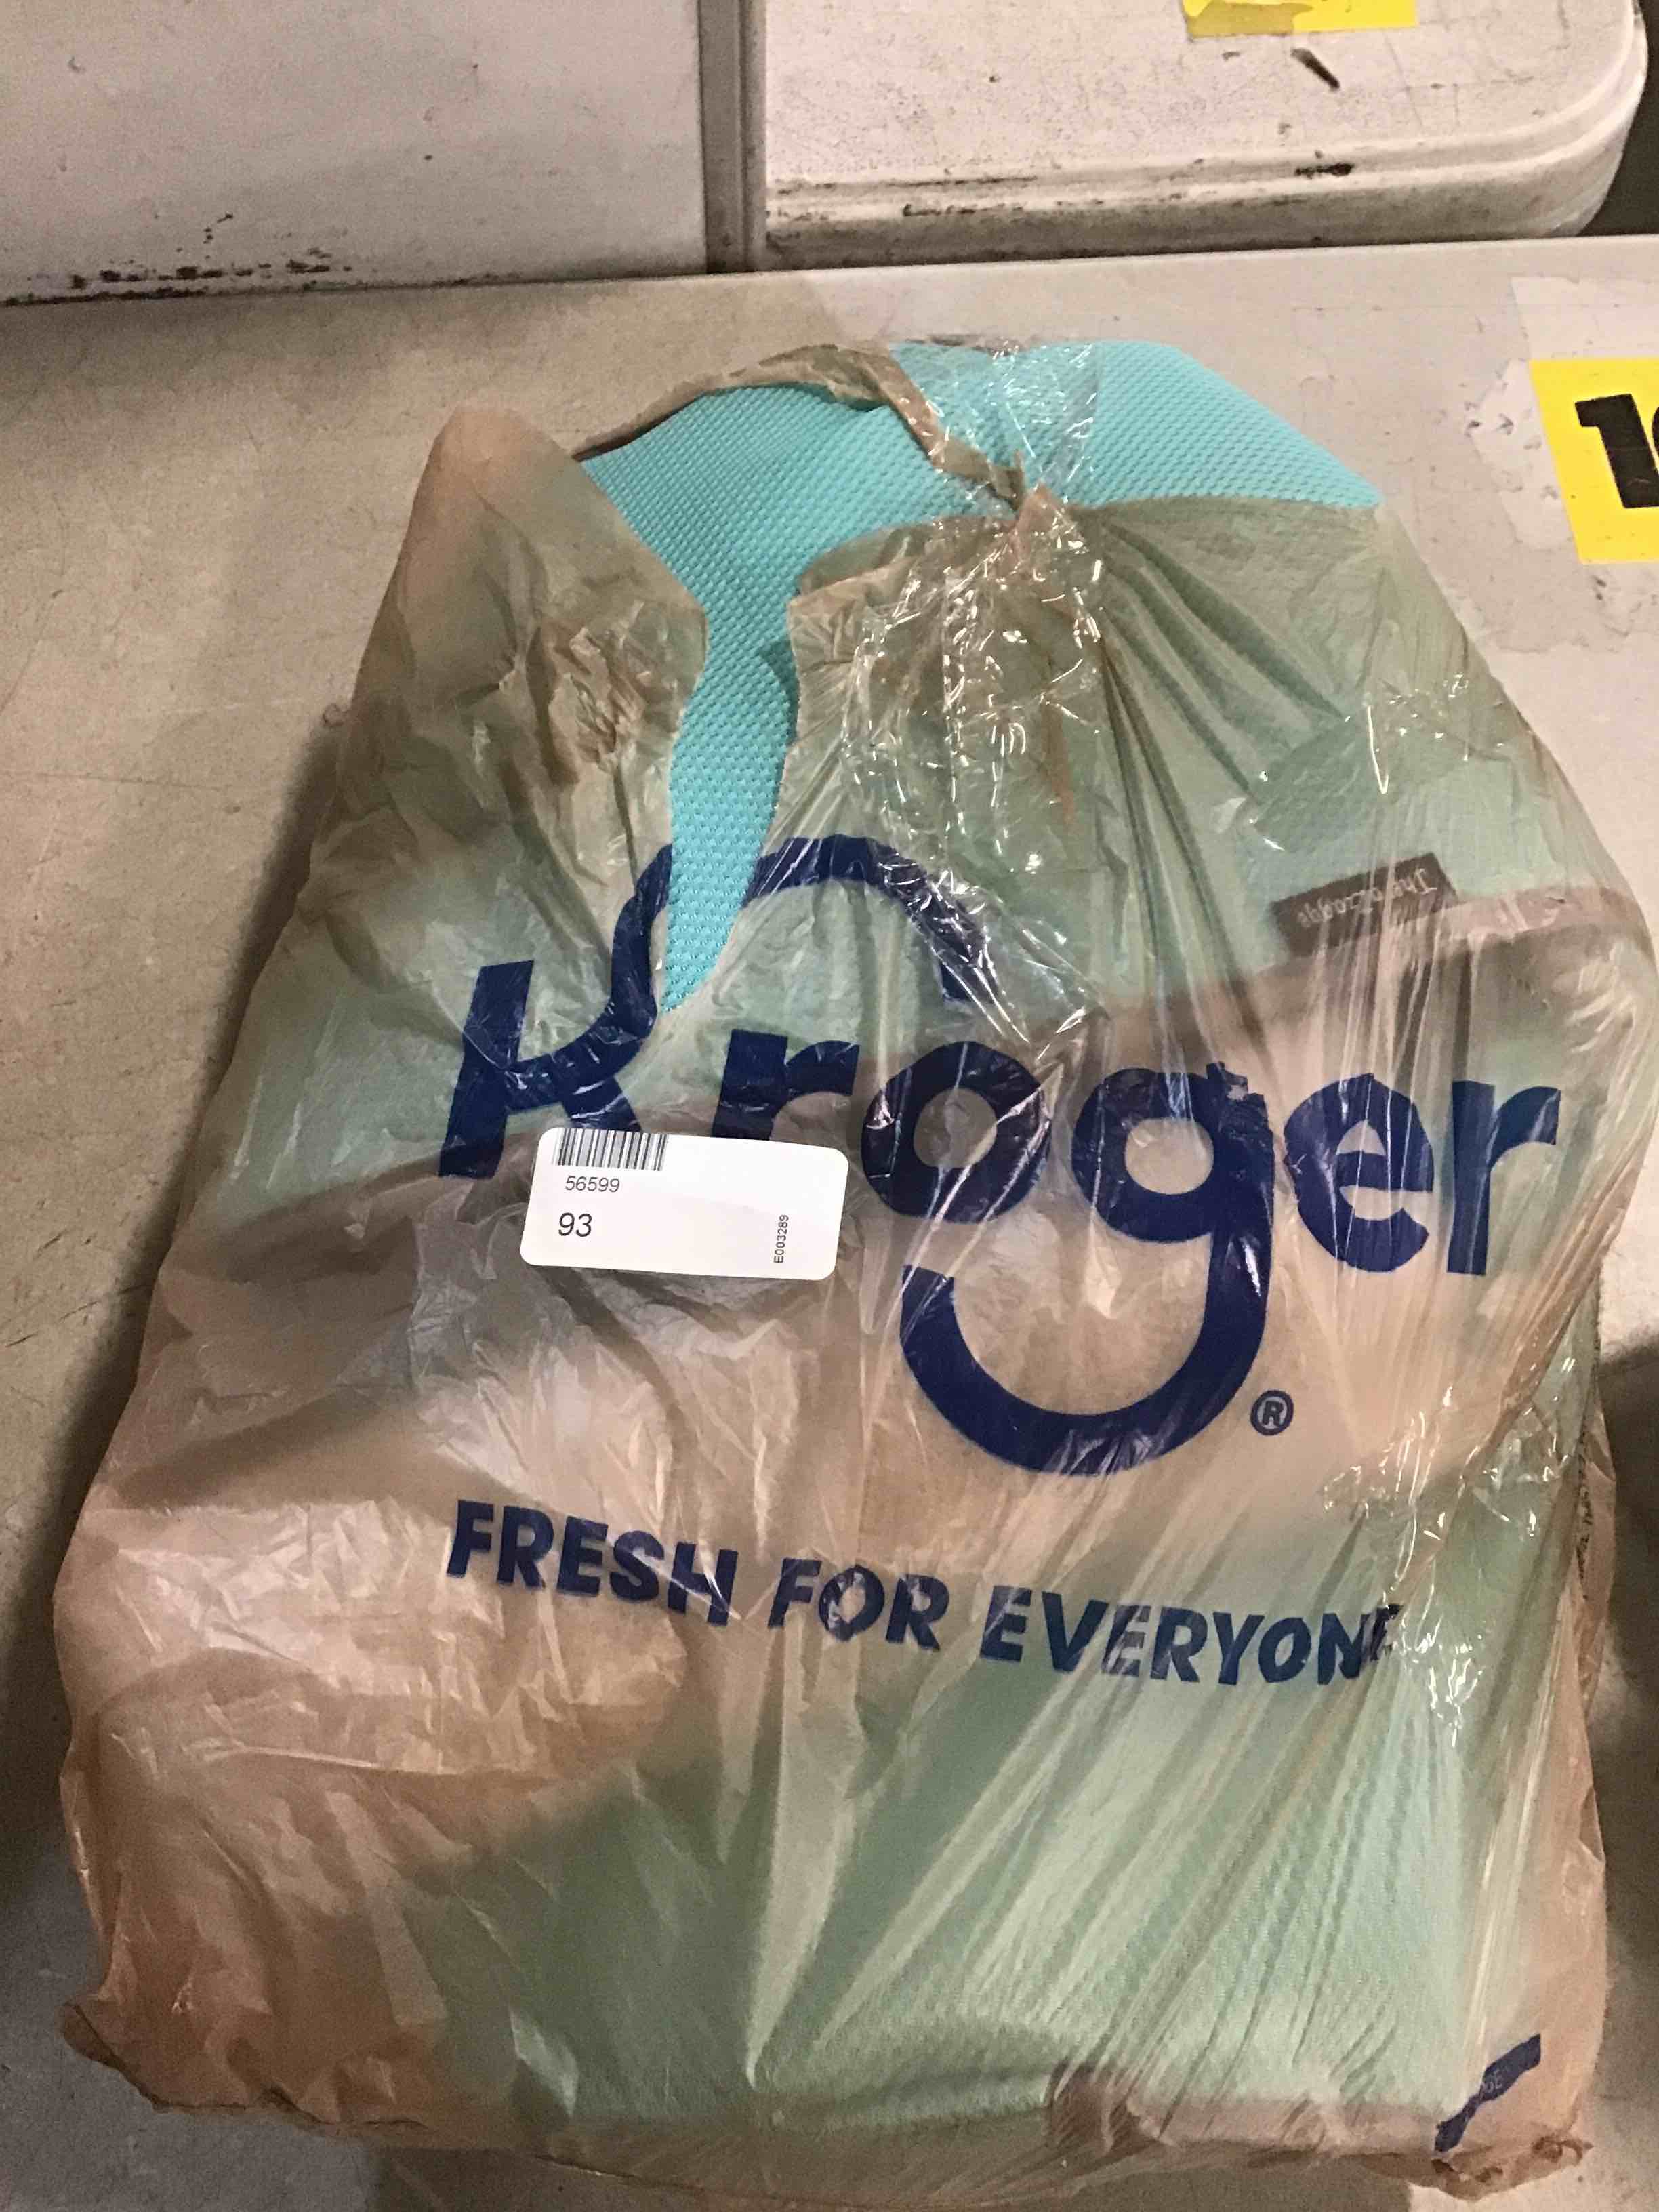 Kroger®
56599
93
E003289
FRESH FOR EVERYONE